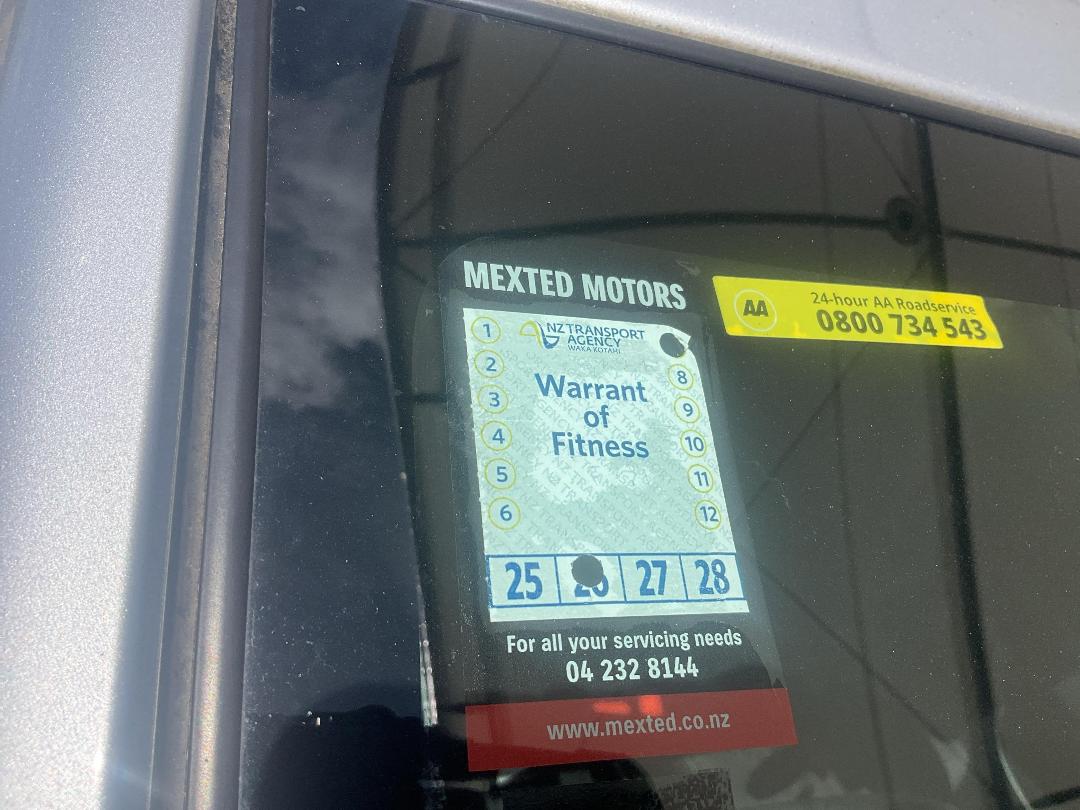 MEXTED MOTORS
NZ TRANSPORT
AGENCY
WAKA KOTAHI
Warrant
of
Fitness
1
2
3
4
5
6
8
9
10
11
12
25 26 27 28
For all your servicing needs
04 232 8144
www.mexted.co.nz
AA
24-hour AA Roadservice
0800 734 543